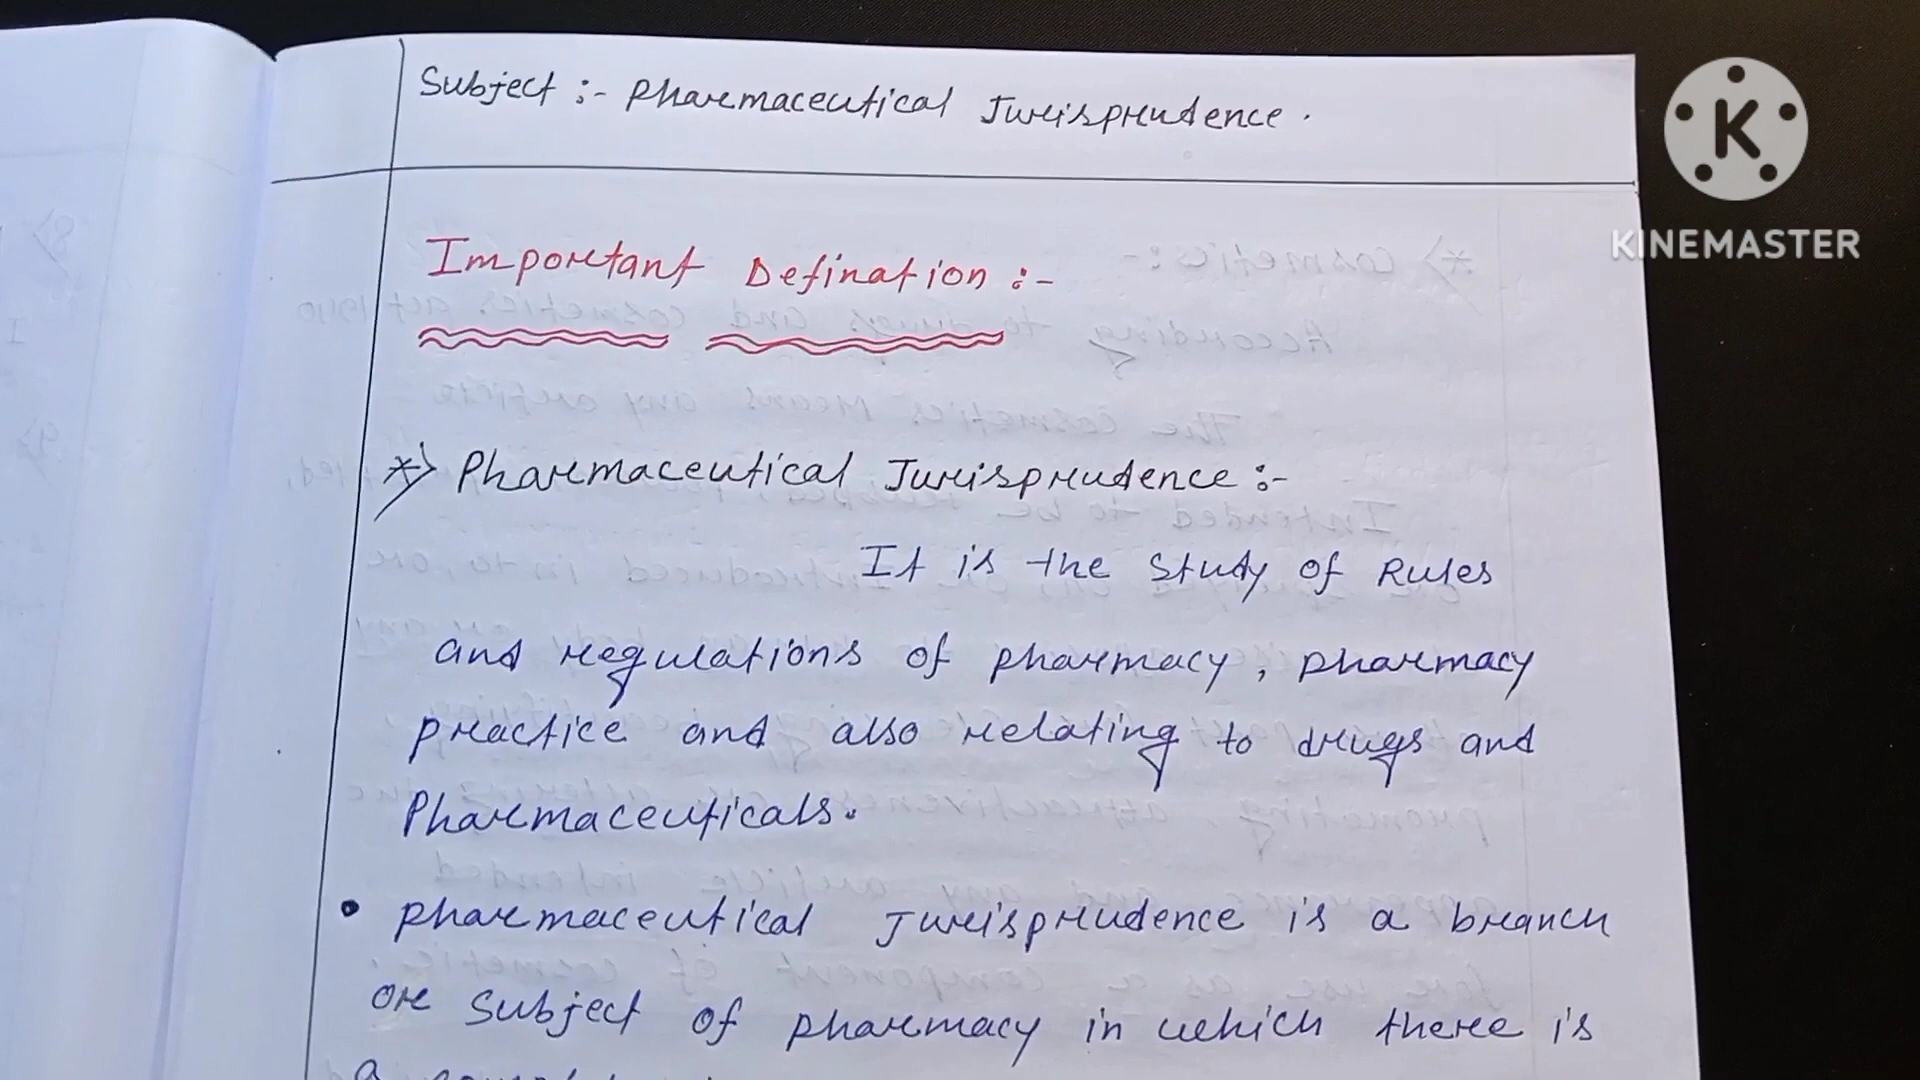 Subject :- Pharmaceutical Jurisprudence.
K
KINEMASTER
Important Defination :-
*> Pharmaceutical Jurisprudence :-
It is the study of Rules
and regulations of pharmacy, pharmacy
practice and also relating to drugs and
Pharmaceuticals.
• Pharmaceutical Jurisprudence is a branch
or subject of pharmacy in which there is
a